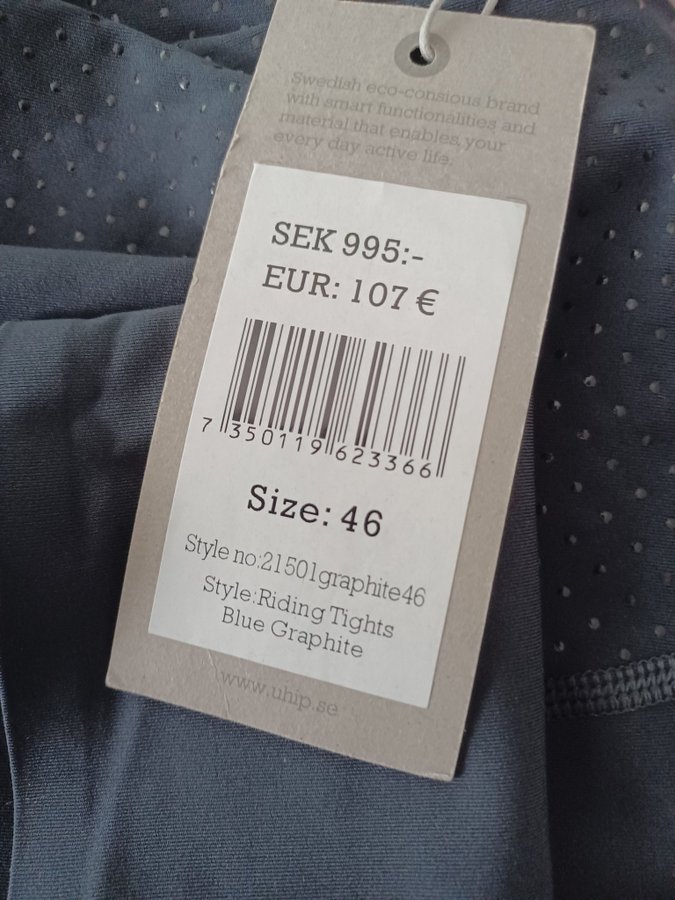 Swedish eco-consious brand
with smart functionalities and
material that enables your
every day active life.
SEK 995:-
EUR: 107 €
7 350119 623366
Size: 46
Style no:21501graphite46
Style:Riding Tights
Blue Graphite
www.uhip.se